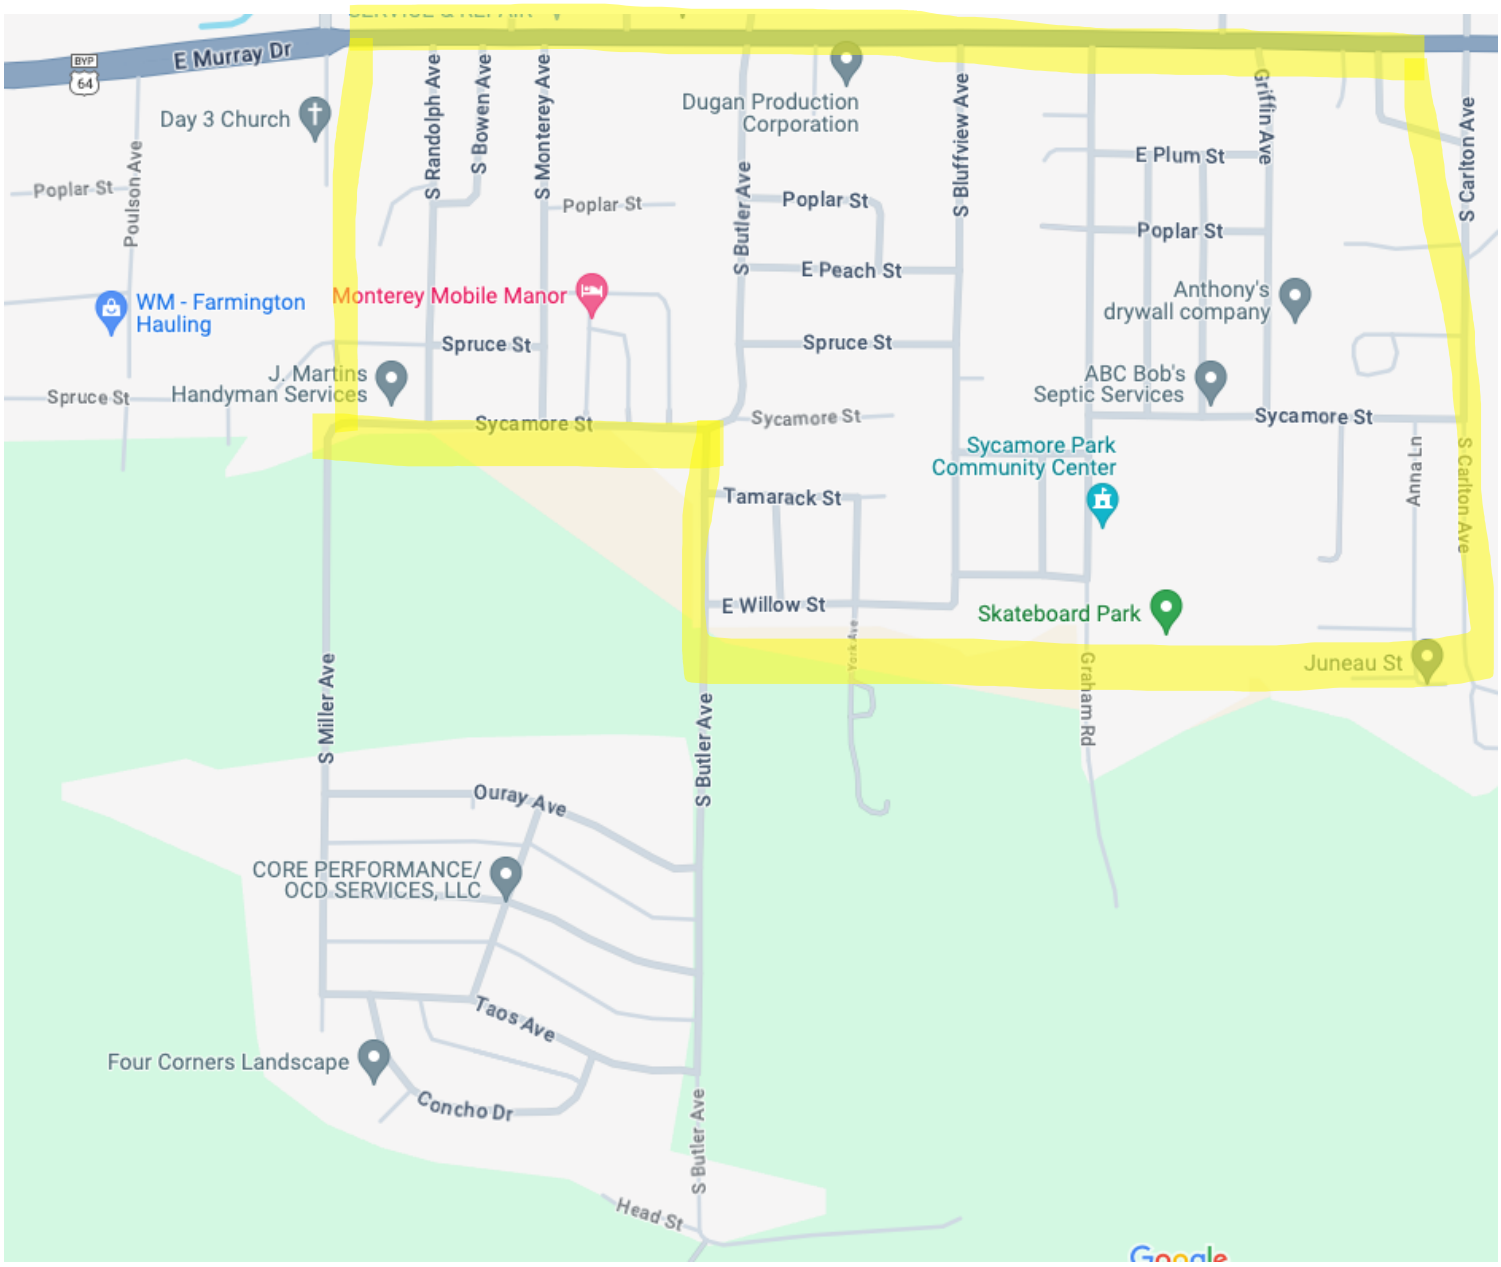 SERVICE & REPAIR
E Murray Dr
BYP
64
Day 3 Church
S Randolph Ave
S Bowen Ave
S Monterey Ave
Dugan Production
Corporation
S Bluffview Ave
Griffin Ave
S Carlton Ave
E Plum St
Poulson Ave
Poplar St
Poplar St
S Butler Ave
Poplar St
Poplar St
E Peach St
Monterey Mobile Manor
WM - Farmington
Hauling
Anthony's
drywall company
Spruce St
Spruce St
J. Martins
Handyman Services
ABC Bob's
Septic Services
Spruce St
Sycamore St
Sycamore St
Sycamore St
Sycamore Park
Community Center
Anna Ln
S Carlton Ave
Tamarack St
E Willow St
Skateboard Park
York Ave
Juneau St
S Miller Ave
S Butler Ave
Graham Rd
Ouray Ave
CORE PERFORMANCE/
OCD SERVICES, LLC
Taos Ave
Four Corners Landscape
Concho Dr
S Butler Ave
Head St
Google